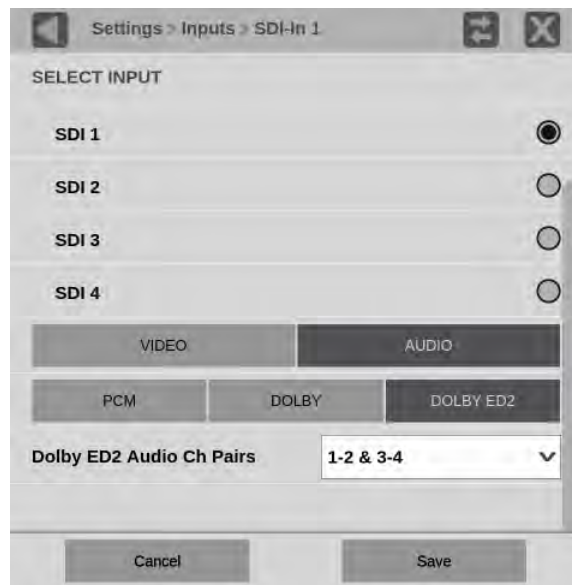 Settings > Inputs > SDI-In 1
SELECT INPUT
SDI 1
SDI 2
SDI 3
SDI 4
VIDEO AUDIO
PCM DOLBY DOLBY ED2
Dolby ED2 Audio Ch Pairs 1-2 & 3-4
Cancel Save